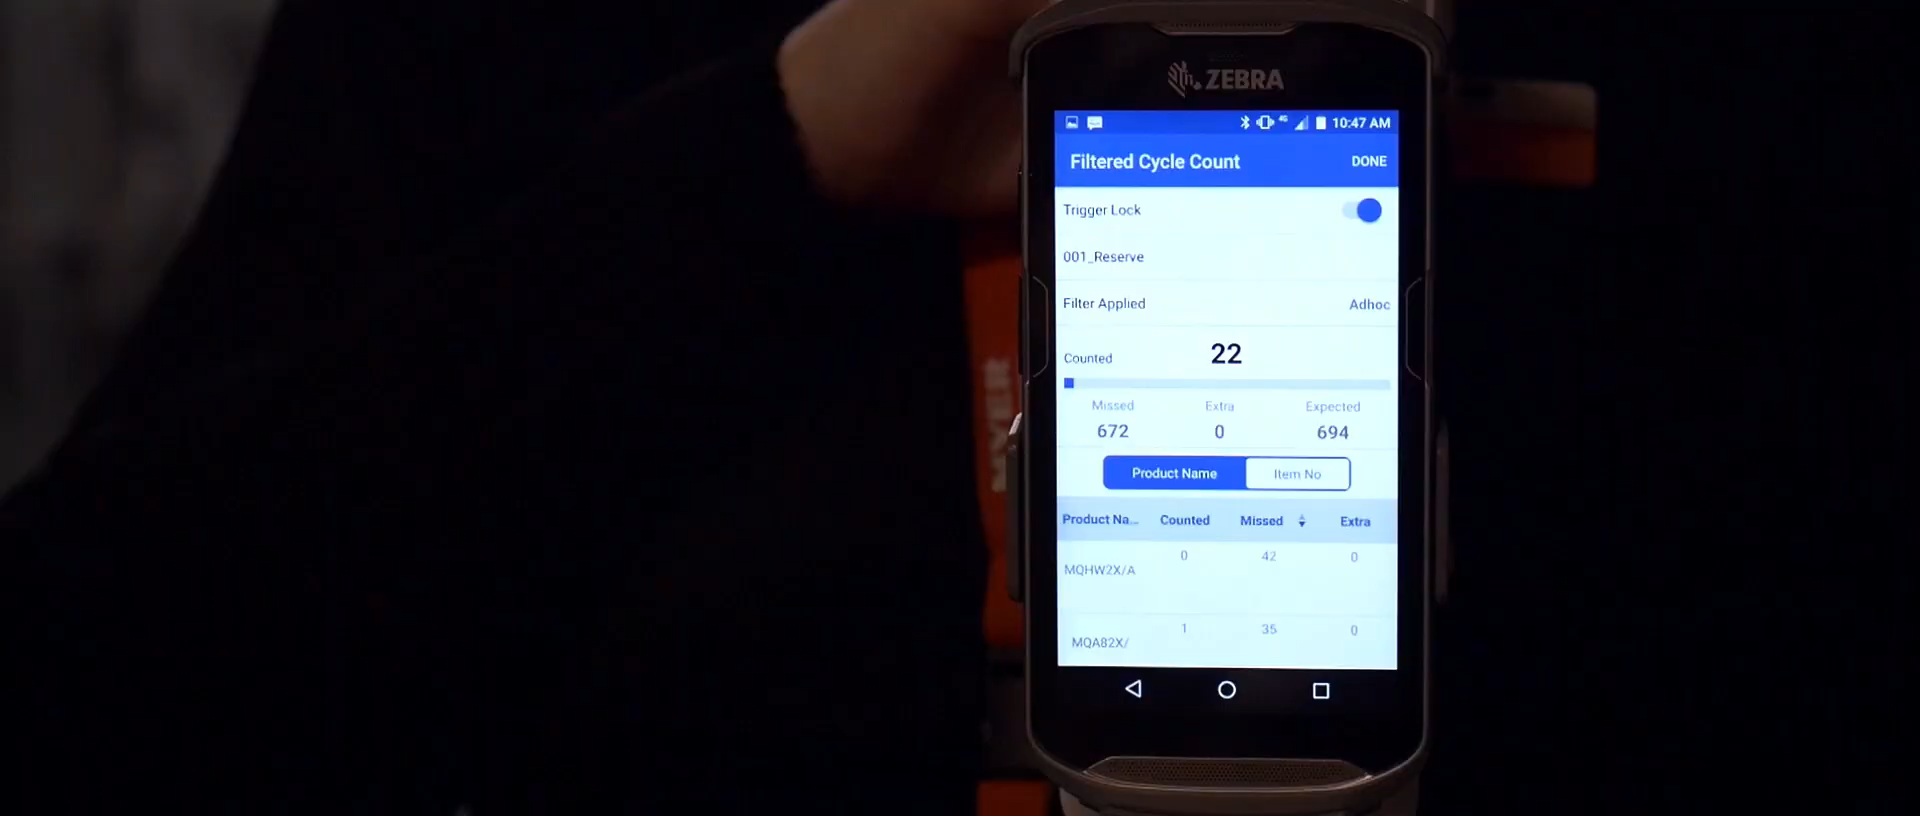 ZEBRA
4G 10:47 AM
Filtered Cycle Count DONE
Trigger Lock
001_Reserve
Filter Applied Adhoc
Counted 22
Missed Extra Expected
672 0 694
Product Name Item No
Product Na... Counted Missed Extra
MQHW2X/A 0 42 0
MQA82X/ 1 35 0